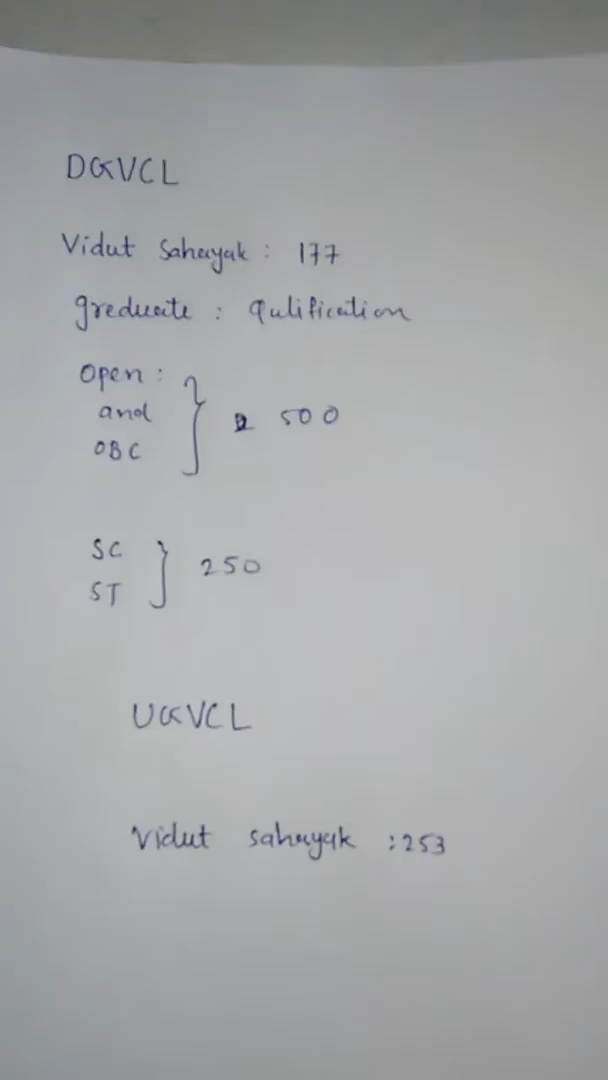 DGVCL
Vidut Sahayak : 177
greduate : Qulification
open :
and
OBC
500
SC
ST
250
UGVCL
Vidut sahayak : 253